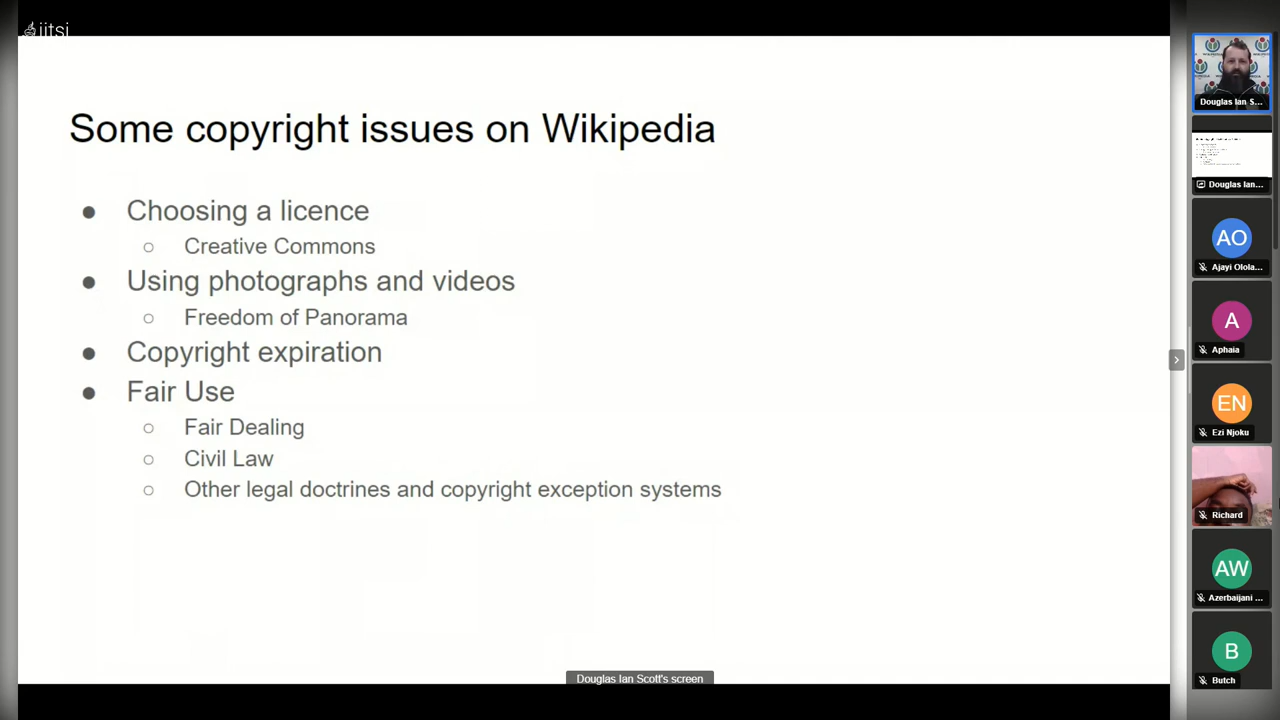 jitsi
Some copyright issues on Wikipedia
● Choosing a licence
○ Creative Commons
● Using photographs and videos
○ Freedom of Panorama
● Copyright expiration
● Fair Use
○ Fair Dealing
○ Civil Law
○ Other legal doctrines and copyright exception systems
Douglas Ian Scott's screen
Douglas Ian S...
Douglas Ian...
AO
Ajayi Olola...
A
Aphaia
EN
Ezi Njoku
Richard
AW
Azerbaijani ...
B
Butch